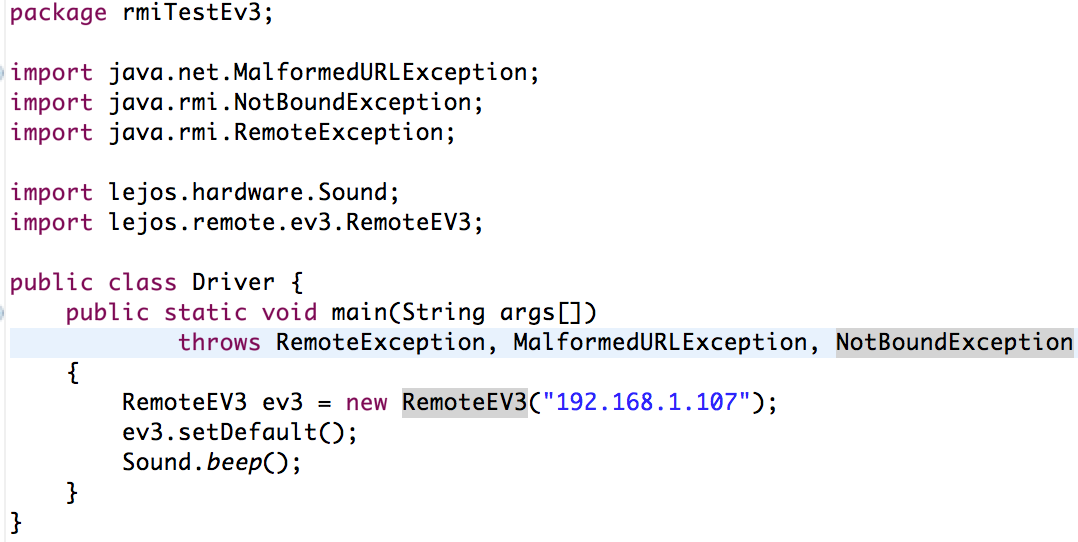 package rmiTestEv3;
import java.net.MalformedURLException;
import java.rmi.NotBoundException;
import java.rmi.RemoteException;
import lejos.hardware.Sound;
import lejos.remote.ev3.RemoteEV3;
public class Driver {
    public static void main(String args[])
            throws RemoteException, MalformedURLException, NotBoundException
    {
        RemoteEV3 ev3 = new RemoteEV3("192.168.1.107");
        ev3.setDefault();
        Sound.beep();
    }
}